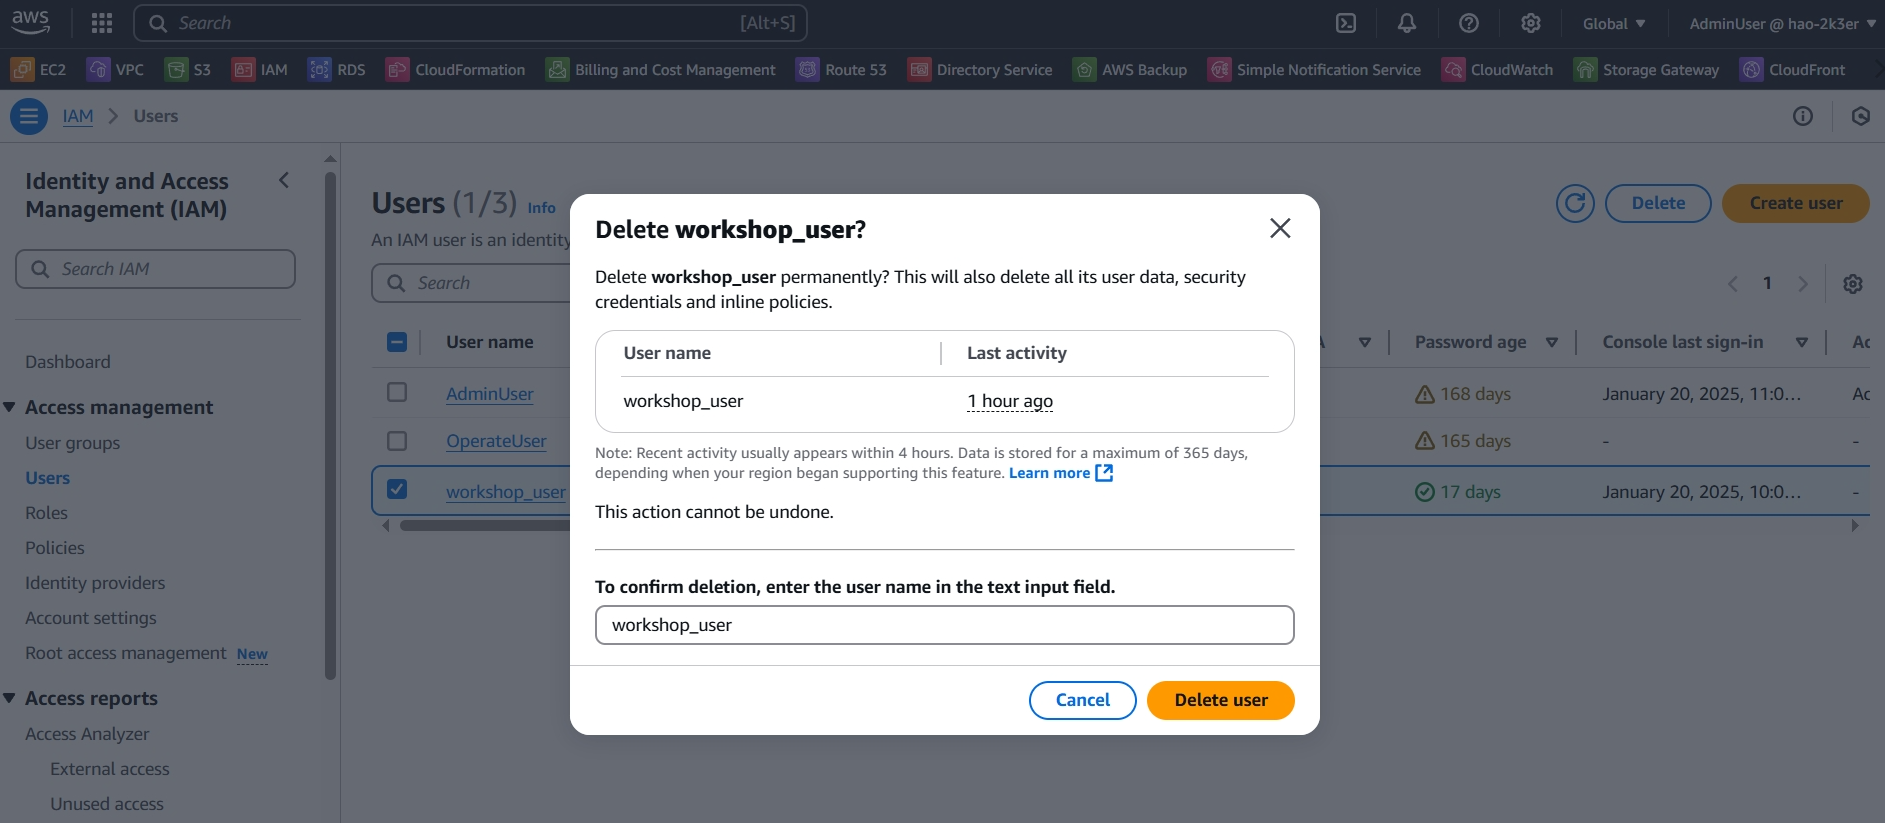 aws
Search
[Alt+S]
Global
AdminUser @ hao-2k3er
EC2
VPC
S3
IAM
RDS
CloudFormation
Billing and Cost Management
Route 53
Directory Service
AWS Backup
Simple Notification Service
CloudWatch
Storage Gateway
CloudFront
IAM
Users
Identity and Access
Management (IAM)
Search IAM
Dashboard
Access management
User groups
Users
Roles
Policies
Identity providers
Account settings
Root access management New
Access reports
Access Analyzer
External access
Unused access
Users (1/3) Info
An IAM user is an identity
Delete
Create user
Search
1
User name
Password age
Console last sign-in
AdminUser
168 days
January 20, 2025, 11:0...
OperateUser
165 days
-
-
workshop_user
17 days
January 20, 2025, 10:0...
-
Delete workshop_user?
Delete workshop_user permanently? This will also delete all its user data, security
credentials and inline policies.
User name
Last activity
workshop_user
1 hour ago
Note: Recent activity usually appears within 4 hours. Data is stored for a maximum of 365 days,
depending when your region began supporting this feature. Learn more
This action cannot be undone.
To confirm deletion, enter the user name in the text input field.
workshop_user
Cancel
Delete user